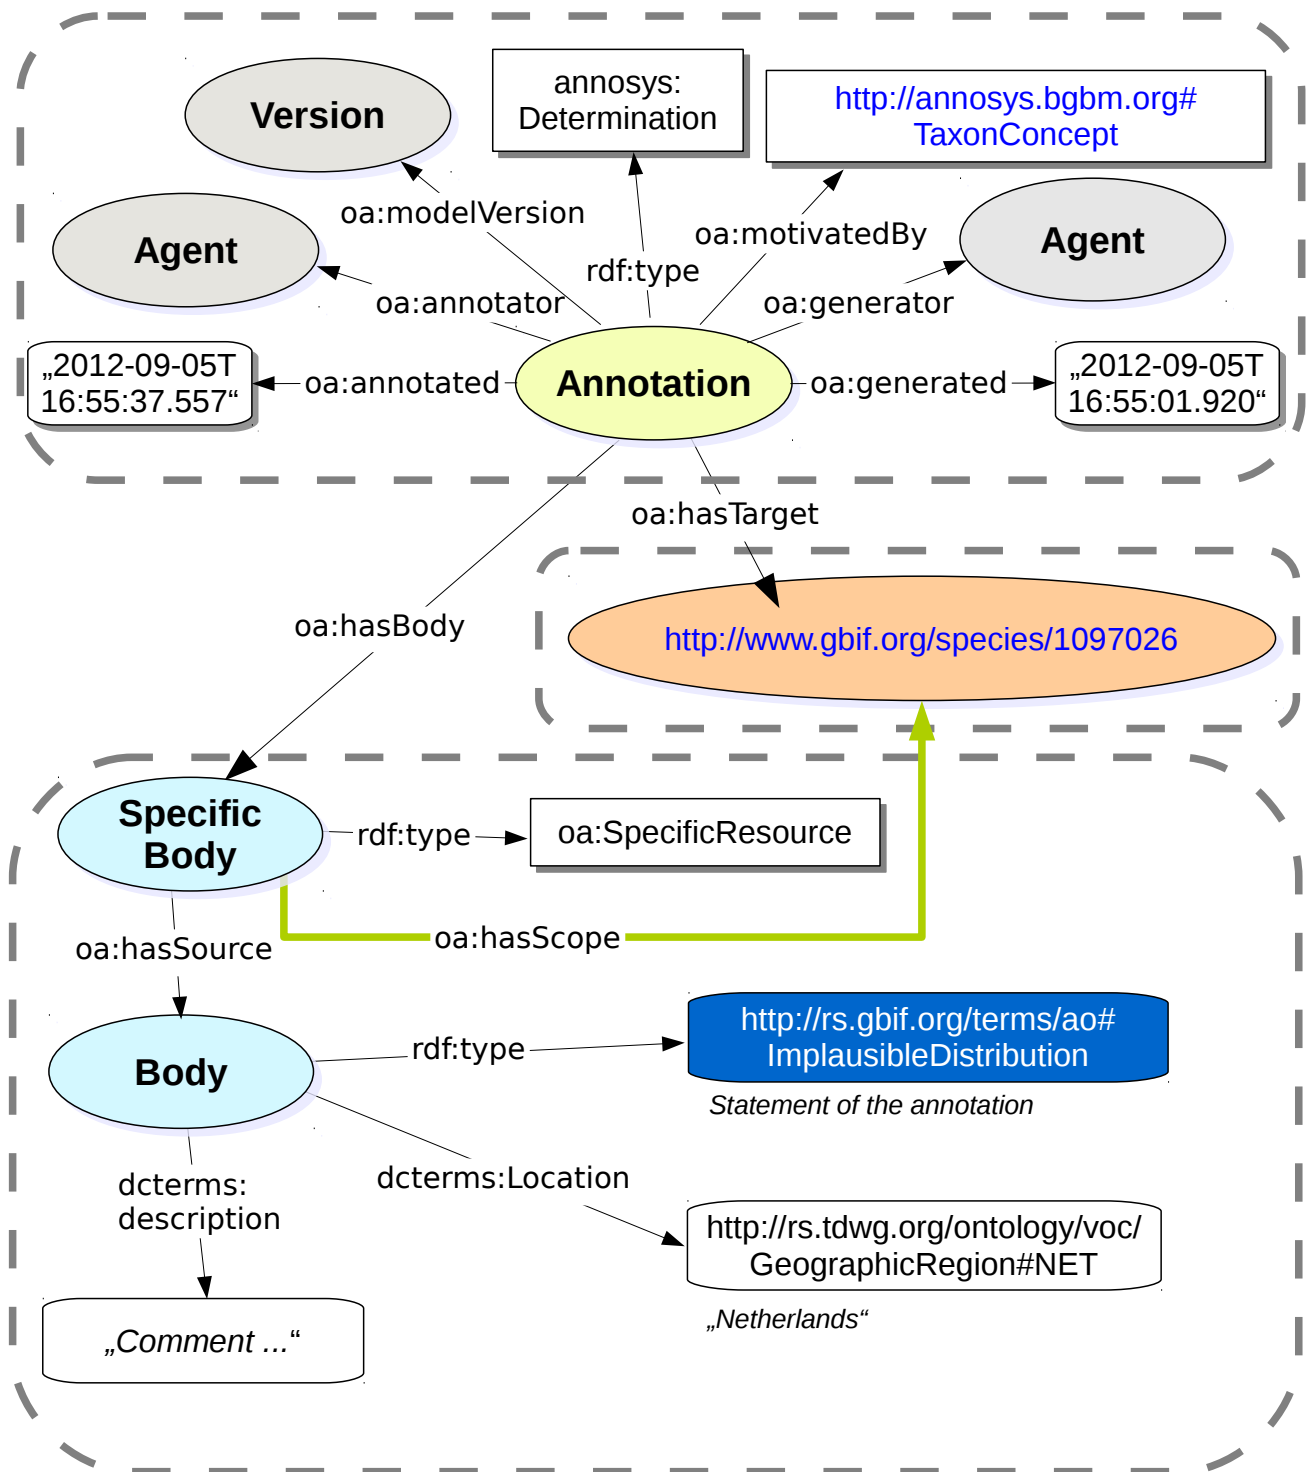 Version
annosys:
Determination
http://annosys.bgbm.org#
TaxonConcept
oa:modelVersion
oa:motivatedBy
Agent
Agent
rdf:type
oa:annotator
oa:generator
„2012-09-05T
16:55:37.557“
oa:annotated
Annotation
oa:generated
„2012-09-05T
16:55:01.920“
oa:hasTarget
oa:hasBody
http://www.gbif.org/species/1097026
Specific
Body
rdf:type
oa:SpecificResource
oa:hasScope
oa:hasSource
http://rs.gbif.org/terms/ao#
ImplausibleDistribution
rdf:type
Body
Statement of the annotation
dcterms:Location
dcterms:
description
http://rs.tdwg.org/ontology/voc/
GeographicRegion#NET
„Netherlands“
„Comment ...“